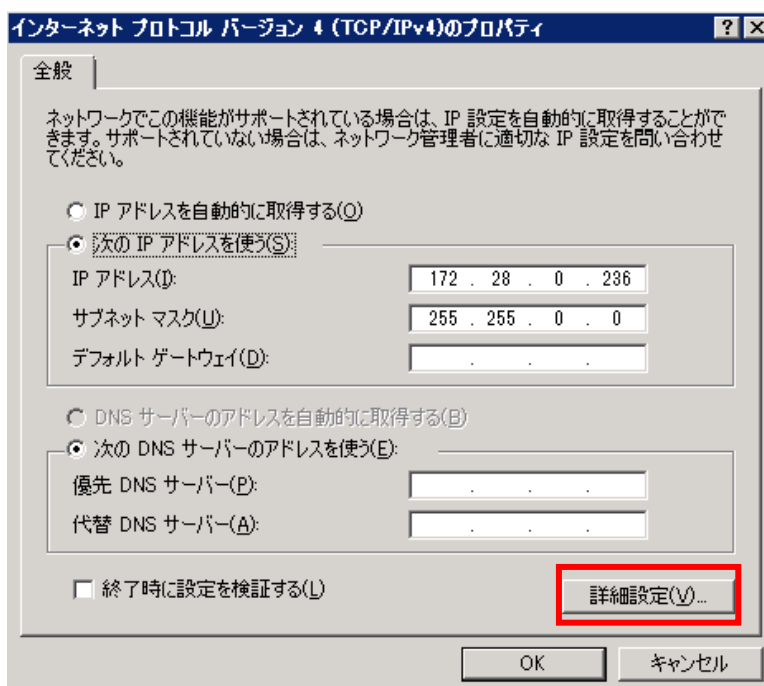 インターネット プロトコル バージョン 4 (TCP/IPv4)のプロパティ
全般
ネットワークでこの機能がサポートされている場合は、IP 設定を自動的に取得することがで
きます。サポートされていない場合は、ネットワーク管理者に適切な IP 設定を問い合わせ
てください。
IP アドレスを自動的に取得する(O)
次の IP アドレスを使う(S):
IP アドレス(I): 172 . 28 . 0 . 236
サブネット マスク(U): 255 . 255 . 0 . 0
デフォルト ゲートウェイ(D): . . .
DNS サーバーのアドレスを自動的に取得する(B)
次の DNS サーバーのアドレスを使う(E):
優先 DNS サーバー(P): . . .
代替 DNS サーバー(A): . . .
終了時に設定を検証する(L)
詳細設定(V)...
OK キャンセル